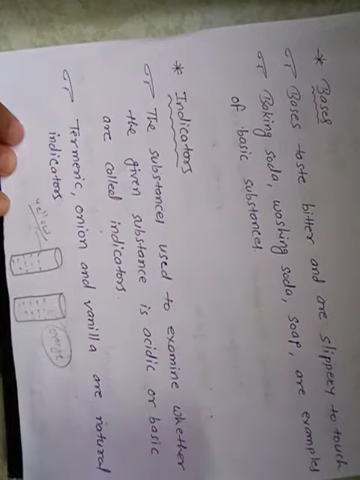 * Bases
Bases taste bitter and are slippery to touch
Baking soda, washing soda, soap, are examples
of basic substances.
* Indicators
The substances used to examine whether
the given substance is acidic or basic
are called indicators.
Termeric, onion and vanilla are natural
indicators